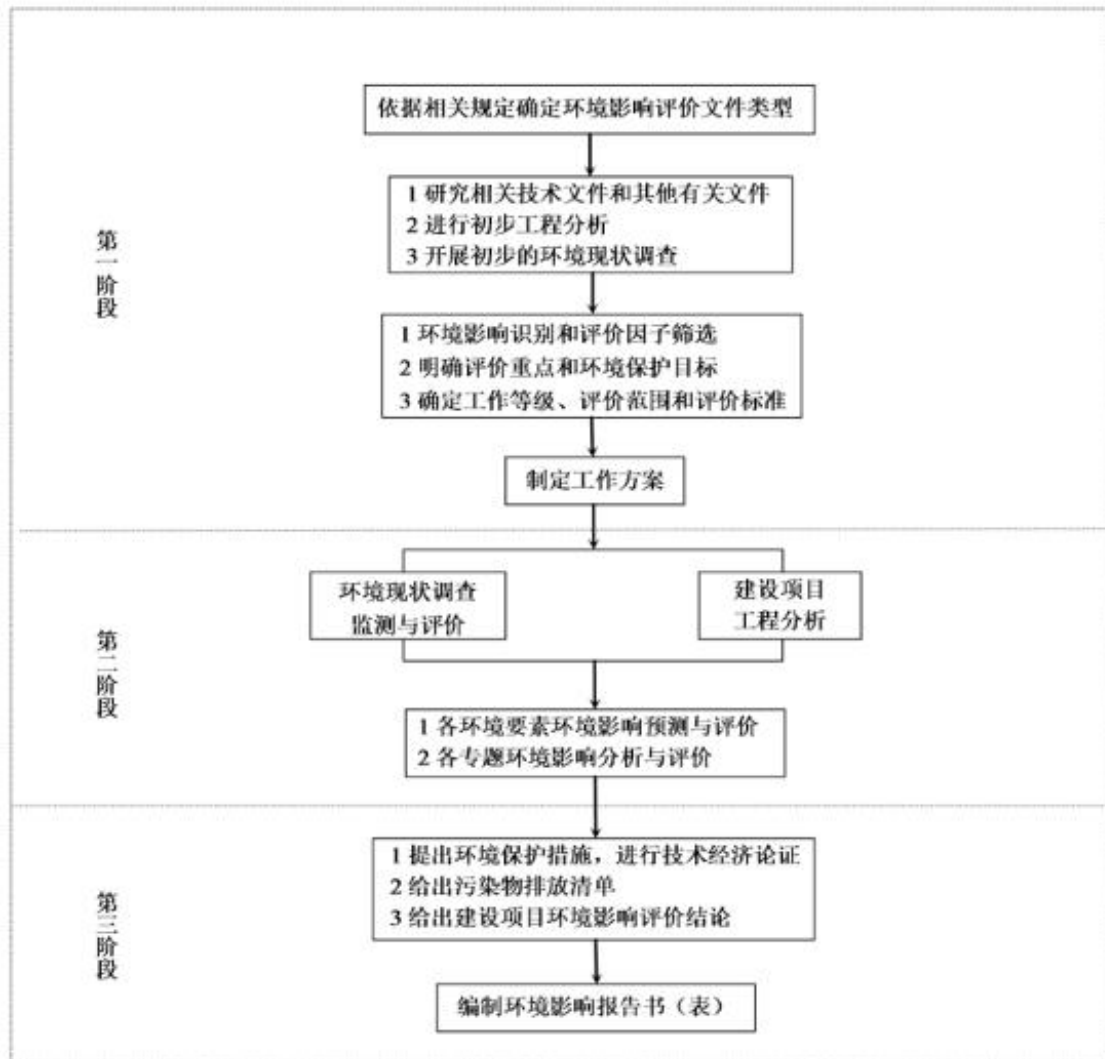 依据相关规定确定环境影响评价文件类型
1 研究相关技术文件和其他有关文件
2 进行初步工程分析
3 开展初步的环境现状调查
第一阶段
1 环境影响识别和评价因子筛选
2 明确评价重点和环境保护目标
3 确定工作等级、评价范围和评价标准
制定工作方案
环境现状调查
监测与评价
建设项目
工程分析
第二阶段
1 各环境要素环境影响预测与评价
2 各专题环境影响分析与评价
1 提出环境保护措施，进行技术经济论证
2 给出污染物排放清单
3 给出建设项目环境影响评价结论
第三阶段
编制环境影响报告书（表）